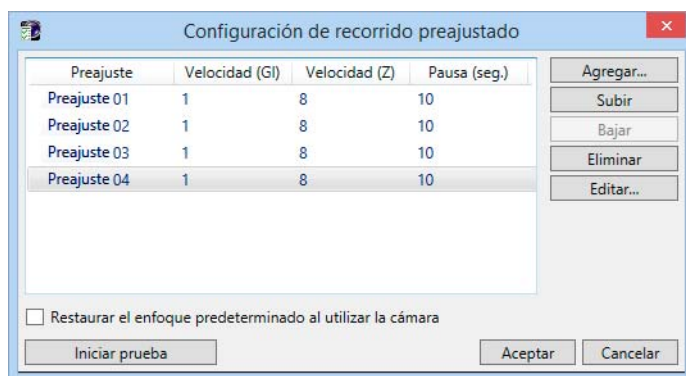 Configuración de recorrido preajustado
Preajuste Velocidad (GI) Velocidad (Z) Pausa (seg.)
Preajuste 01 1 8 10
Preajuste 02 1 8 10
Preajuste 03 1 8 10
Preajuste 04 1 8 10
Agregar...
Subir
Bajar
Eliminar
Editar...
Restaurar el enfoque predeterminado al utilizar la cámara
Iniciar prueba Aceptar Cancelar